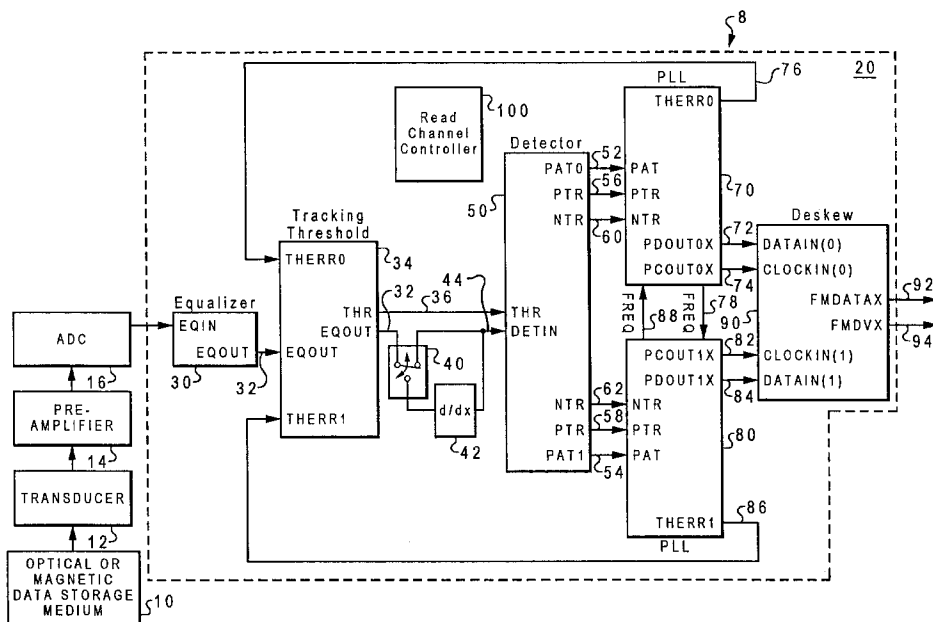 8
20
76
PLL
THERR0
100
Read
Channel
Controller
Detector
52
PAT0
PAT
56
PTR
PTR
50
60
NTR
NTR
70
Tracking
Threshold
72
Deskew
PDOUT0X
DATAIN(0)
THERR0
34
PCOUT0X
CLOCKIN(0)
74
32
36
44
Equalizer
THR
THR
FREQ
88
FREQ
78
90
FMDATAX
92
EQIN
EQOUT
DETIN
FMDVX
94
ADC
EQOUT
EQOUT
40
PCOUT1X
82
CLOCKIN(1)
16
30
32
62
PDOUT1X
DATAIN(1)
84
PRE-
AMPLIFIER
d/dx
NTR
NTR
58
THERR1
PTR
PTR
80
14
42
PAT1
PAT
54
TRANSDUCER
THERR1
86
12
PLL
OPTICAL OR
MAGNETIC
DATA STORAGE
MEDIUM
10